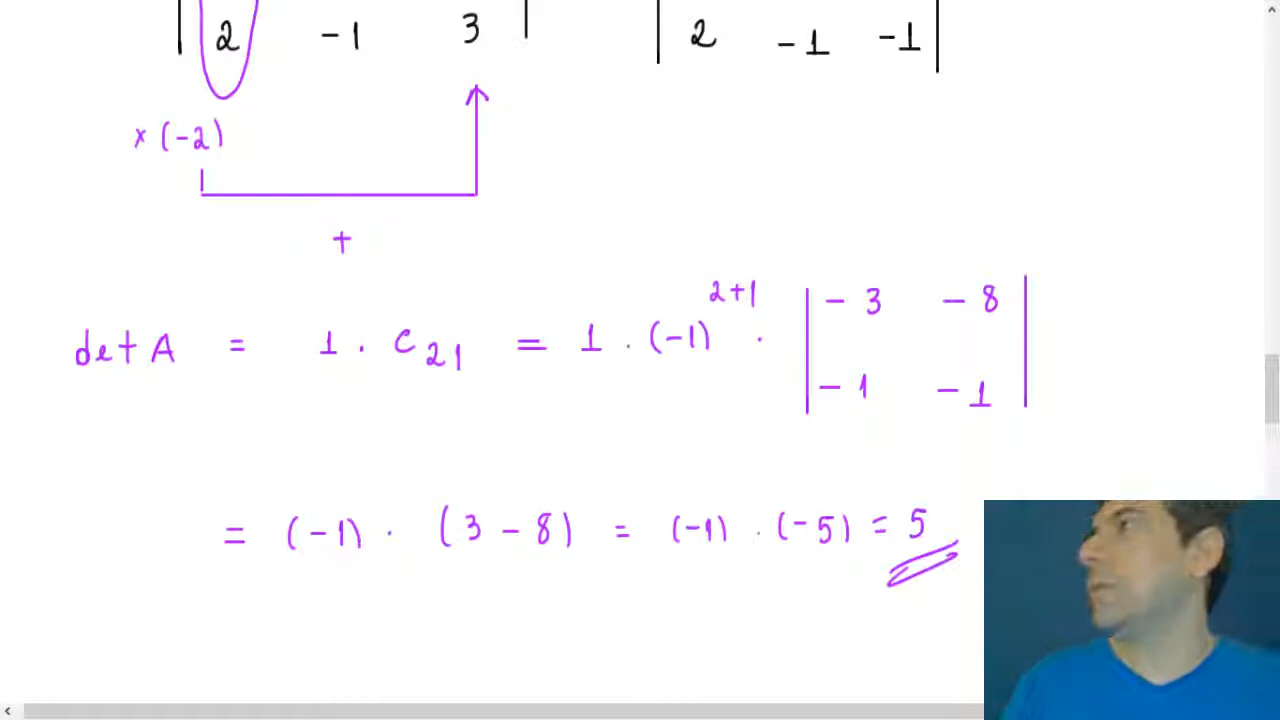 | 2 -1 3 | | 2 -1 -1 |
× (-2)
+
det A = 1 . C₂₁ = 1 . (-1)²⁺¹ . | -3 -8 |
| -1 -1 |
= (-1) . (3 - 8) = (-1) . (-5) = 5